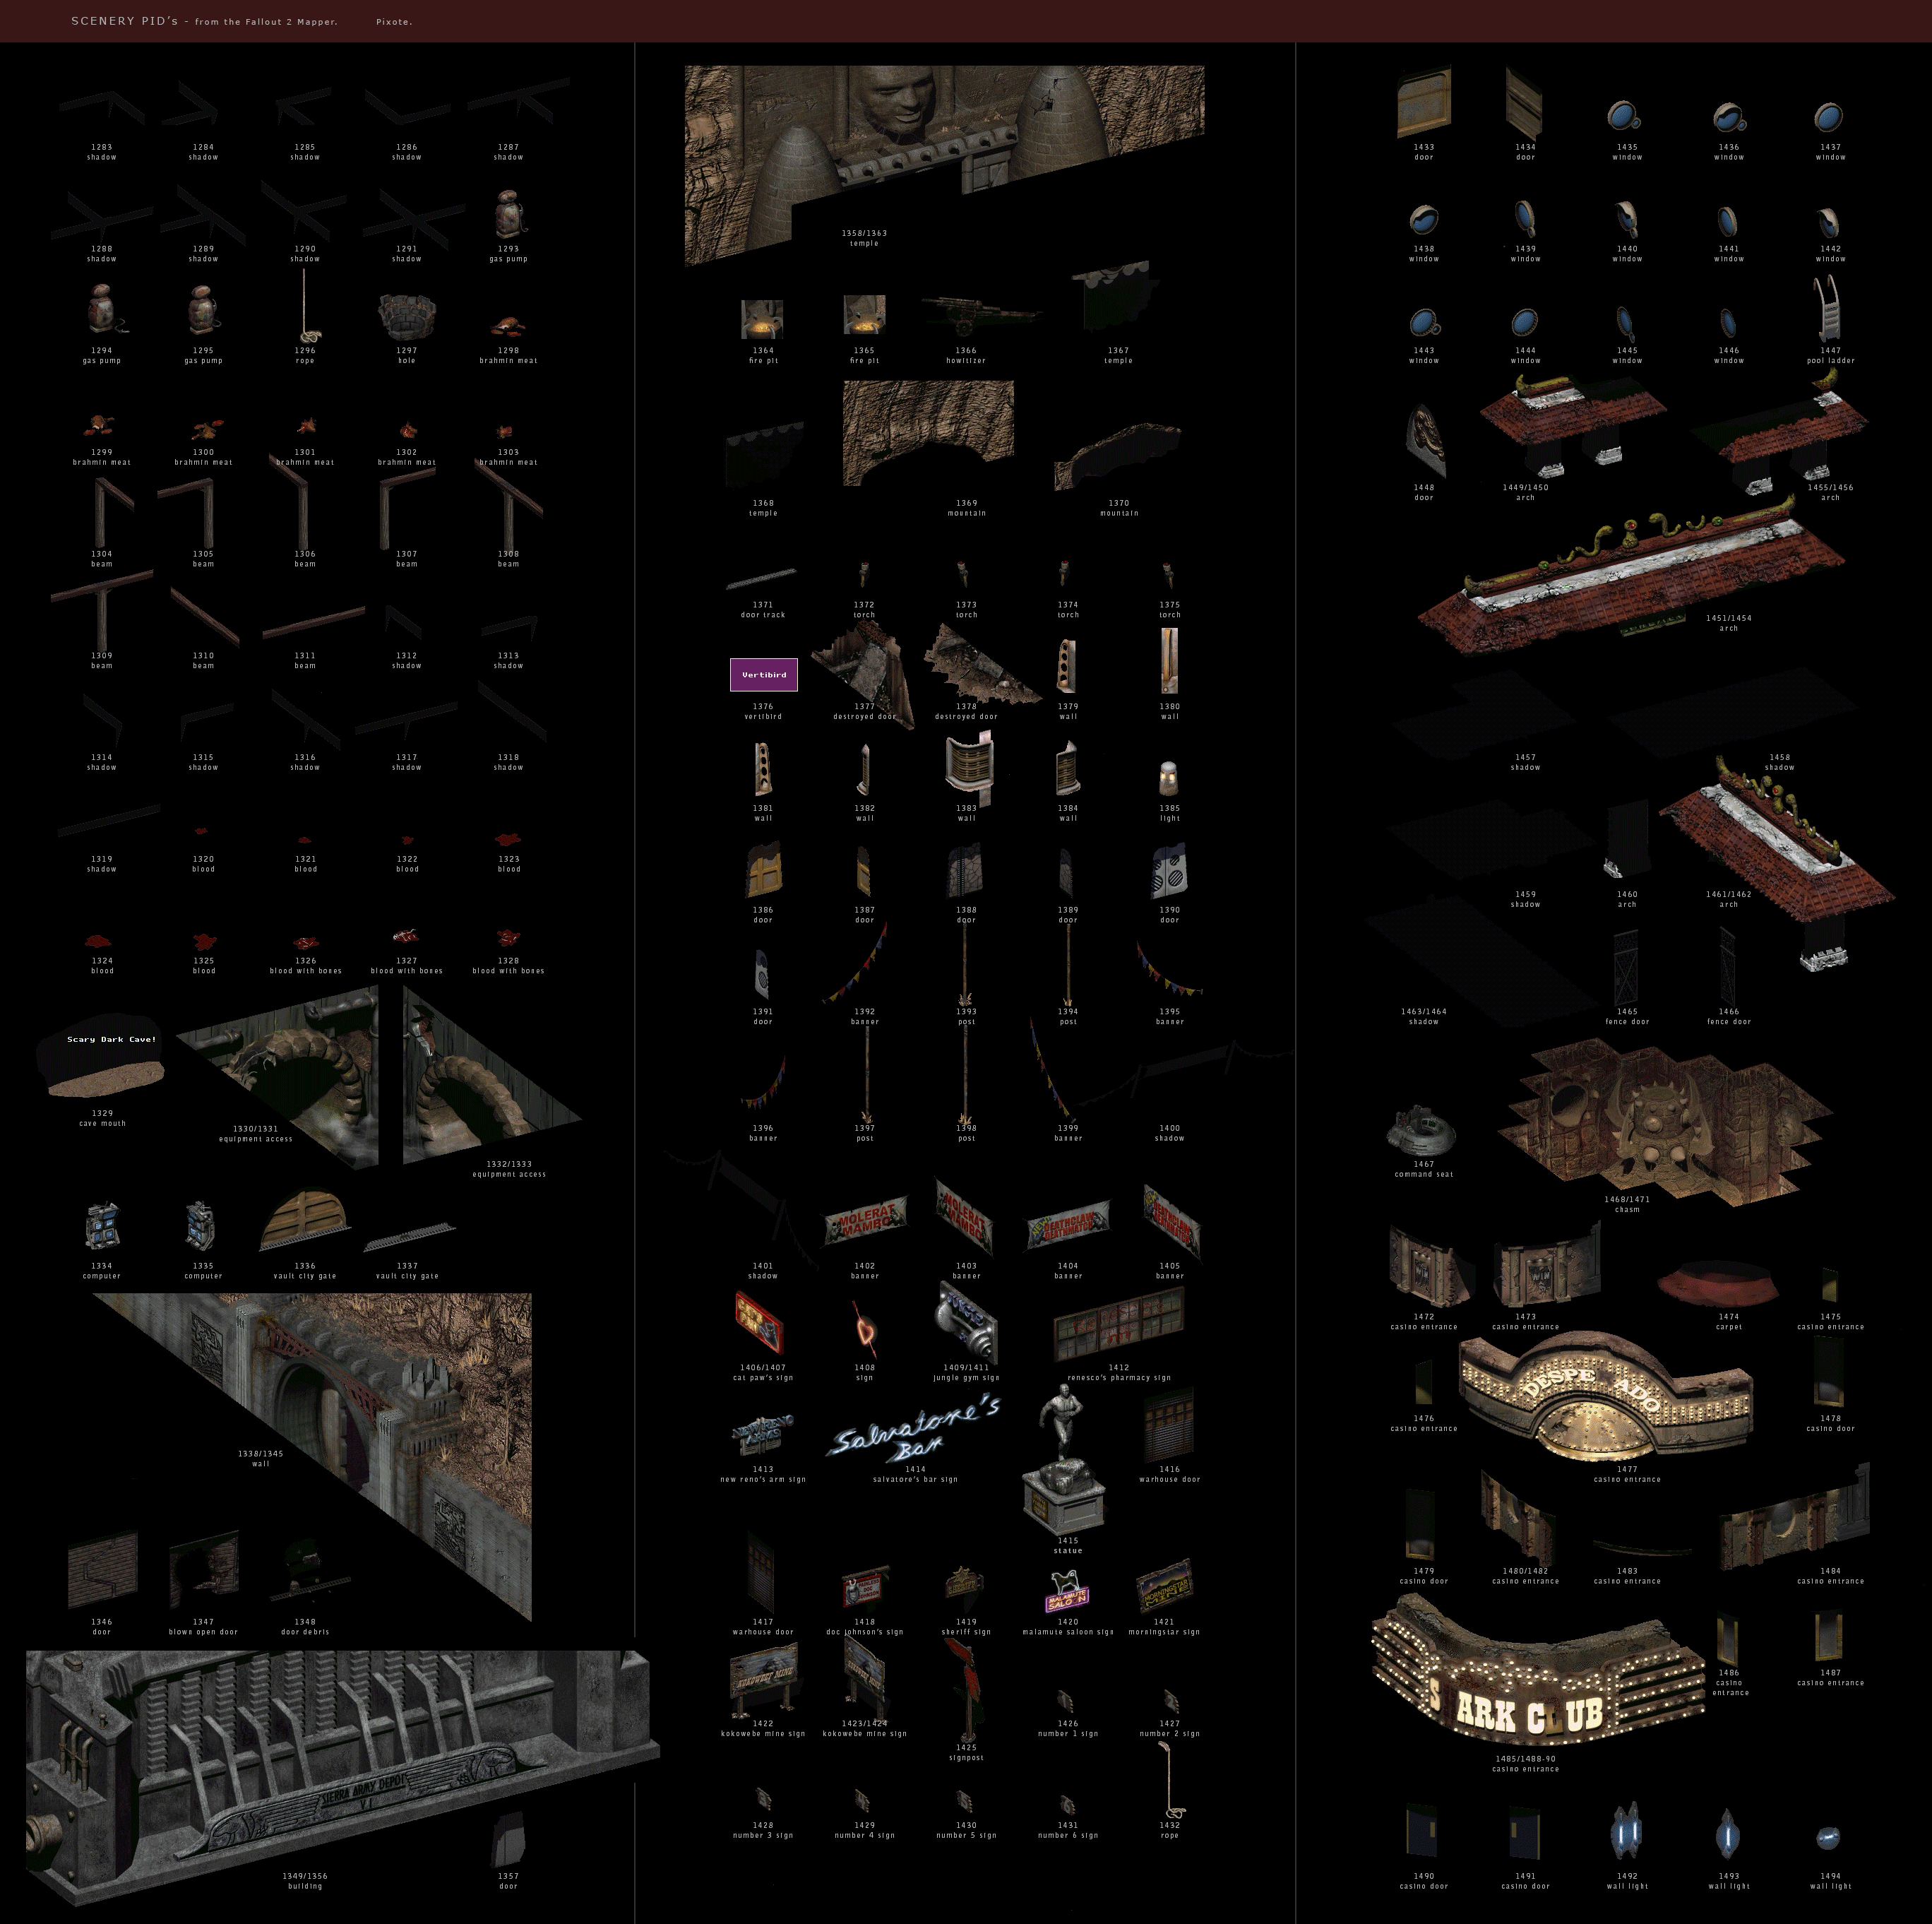 SCENERY PID's - from the Fallout 2 Mapper. Pixote.
1283 1284 1285 1286 1287
shadow shadow shadow shadow shadow
1288 1289 1290 1291 1293
shadow shadow shadow shadow gas pump
1294 1295 1296 1297 1298
gas pump gas pump rope hole brahmin meat
1299 1300 1301 1302 1303
brahmin meat brahmin meat brahmin meat brahmin meat brahmin meat
1304 1305 1306 1307 1308
beam beam beam beam beam
1309 1310 1311 1312 1313
beam beam beam shadow shadow
1314 1315 1316 1317 1318
shadow shadow shadow shadow shadow
1319 1320 1321 1322 1323
shadow blood blood blood blood
1324 1325 1326 1327 1328
blood blood blood with bones blood with bones blood with bones
Scary Dark Cave!
1329
cave mouth
1330/1331
equipment access
1332/1333
equipment access
1334 1335 1336 1337
computer computer vault city gate vault city gate
1338/1345
wall
1346 1347 1348
door blown open door door debris
SIERRA ARMY DEPOT
VI
1349/1356
building
1357
door
1358/1363
temple
1364 1365 1366 1367
fire pit fire pit howitizer temple
1368 1369 1370
temple mountain mountain
1371 1372 1373 1374 1375
door track torch torch torch torch
Vertibird
1376 1377 1378 1379 1380
vertibird destroyed door destroyed door wall wall
1381 1382 1383 1384 1385
wall wall wall wall light
1386 1387 1388 1389 1390
door door door door door
1391 1392 1393 1394 1395
door banner post post banner
1396 1397 1398 1399 1400
banner post post banner shadow
MOLERAT
MAMBO
MOLERAT
MAMBO
DEATHCLAW
DEATHMATCH
DEATHCLAW
DEATHMATCH
1401 1402 1403 1404 1405
shadow banner banner banner banner
1406/1407 1408 1409/1411 1412
cat paw's sign sign jungle gym sign renesco's pharmacy sign
NEW RENO
ARMS
Salvatore's
Bar
1413 1414 1416
new reno's arm sign salvatore's bar sign warhouse door
1415
statue
MALAMUTE
SALO N
MORNINGSTAR
MINE
1417 1418 1419 1420 1421
warhouse door doc johnson's sign sheriff sign malamute saloon sign morningstar sign
KOKOWEEF MINE
1422 1423/1424 1426 1427
kokowebe mine sign kokowebe mine sign number 1 sign number 2 sign
1425
signpost
1428 1429 1430 1431 1432
number 3 sign number 4 sign number 5 sign number 6 sign rope
1433 1434 1435 1436 1437
door door window window window
1438 1439 1440 1441 1442
window window window window window
1443 1444 1445 1446 1447
window window window window pool ladder
1448 1449/1450 1455/1456
door arch arch
1451/1454
arch
1457 1458
shadow shadow
1459 1460 1461/1462
shadow arch arch
1463/1464 1465 1466
shadow fence door fence door
1467
command seat
1468/1471
chasm
1472 1473 1474 1475
casino entrance casino entrance carpet casino entrance
DESPE ADO
1476 1478
casino entrance casino door
1477
casino entrance
1479 1480/1482 1483 1484
casino door casino entrance casino entrance casino entrance
1486 1487
casino casino entrance
entrance
S ARK CLUB
1485/1488-90
casino entrance
1490 1491 1492 1493 1494
casino door casino door wall light wall light wall light